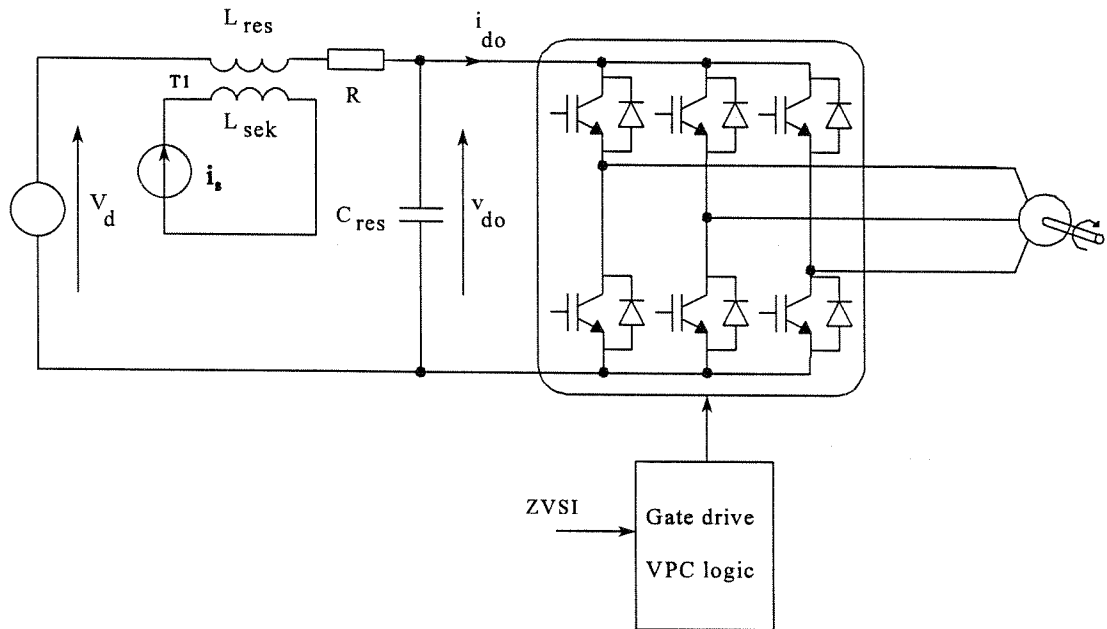 L res
i do
T1
R
L sek
V d
i s
C res
v do
ZVSI
Gate drive
VPC logic